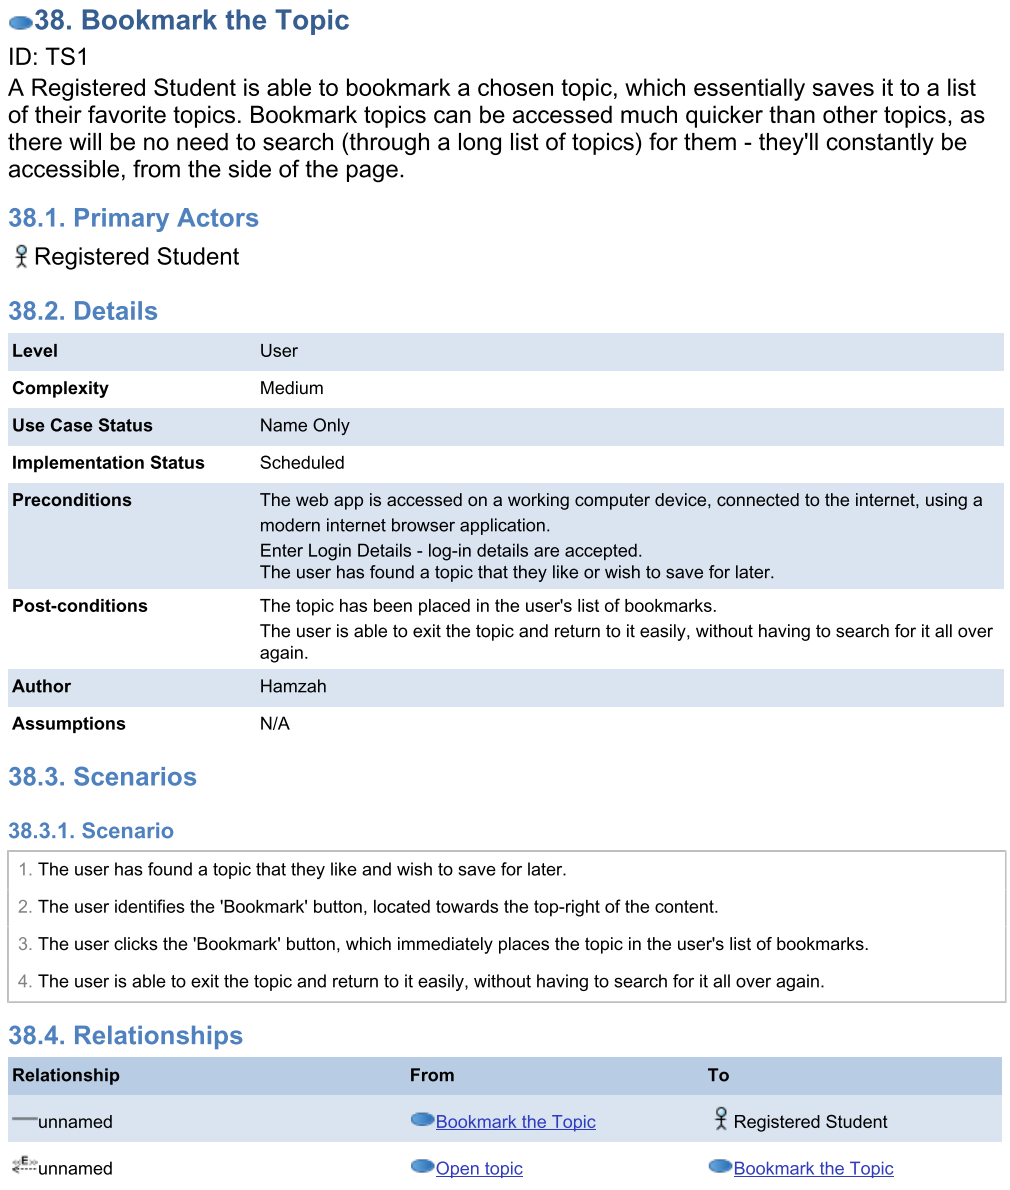 38. Bookmark the Topic
ID: TS1
A Registered Student is able to bookmark a chosen topic, which essentially saves it to a list
of their favorite topics. Bookmark topics can be accessed much quicker than other topics, as
there will be no need to search (through a long list of topics) for them - they'll constantly be
accessible, from the side of the page.
38.1. Primary Actors
Registered Student
38.2. Details
Level User
Complexity Medium
Use Case Status Name Only
Implementation Status Scheduled
Preconditions The web app is accessed on a working computer device, connected to the internet, using a
modern internet browser application.
Enter Login Details - log-in details are accepted.
The user has found a topic that they like or wish to save for later.
Post-conditions The topic has been placed in the user's list of bookmarks.
The user is able to exit the topic and return to it easily, without having to search for it all over
again.
Author Hamzah
Assumptions N/A
38.3. Scenarios
38.3.1. Scenario
1. The user has found a topic that they like and wish to save for later.
2. The user identifies the 'Bookmark' button, located towards the top-right of the content.
3. The user clicks the 'Bookmark' button, which immediately places the topic in the user's list of bookmarks.
4. The user is able to exit the topic and return to it easily, without having to search for it all over again.
38.4. Relationships
Relationship From To
unnamed Bookmark the Topic Registered Student
<<E>> unnamed Open topic Bookmark the Topic